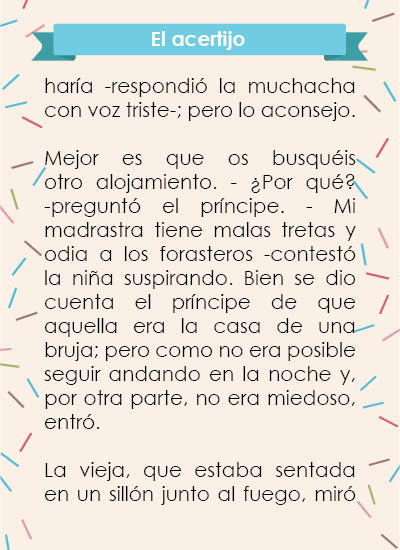 El acertijo
haría -respondió la muchacha
con voz triste-; pero lo aconsejo.
Mejor es que os busquéis
otro alojamiento. - ¿Por qué?
-preguntó el príncipe. - Mi
madrastra tiene malas tretas y
odia a los forasteros -contestó
la niña suspirando. Bien se dio
cuenta el príncipe de que
aquella era la casa de una
bruja; pero como no era posible
seguir andando en la noche y,
por otra parte, no era miedoso,
entró.
La vieja, que estaba sentada
en un sillón junto al fuego, miró